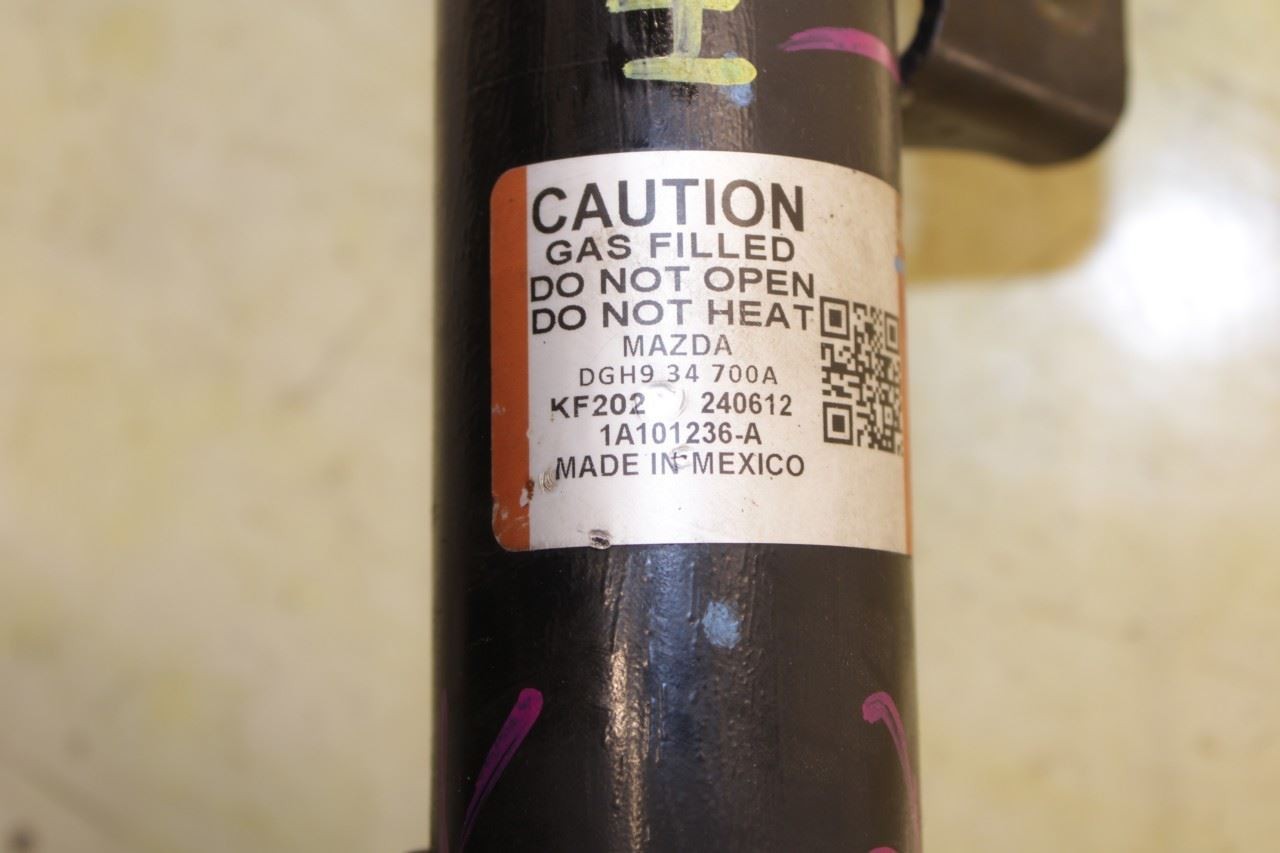 CAUTION
GAS FILLED
DO NOT OPEN
DO NOT HEAT
MAZDA
DGH9 34 700A
KF202 240612
1A101236-A
MADE IN MEXICO